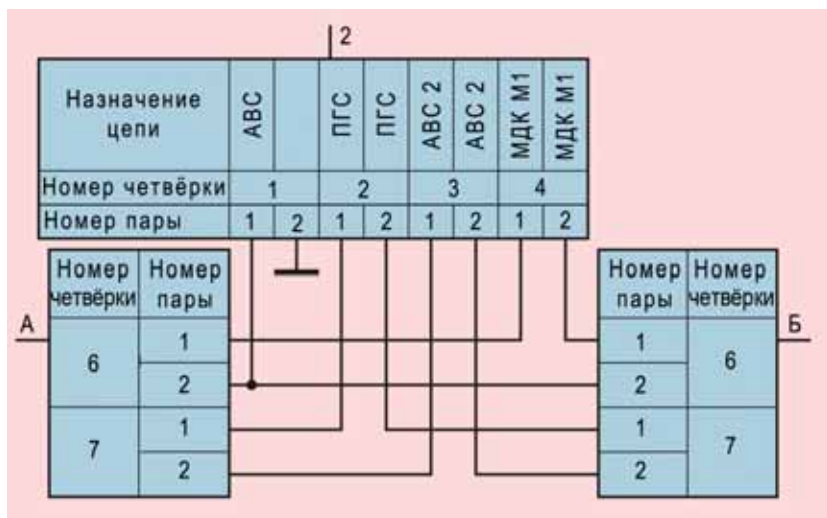 2
Назначение
цепи
АВС
ПГС
ПГС
АВС 2
АВС 2
МДК М1
МДК М1
Номер четвёрки 1 2 3 4
Номер пары 1 2 1 2 1 2 1 2
Номер
четвёрки
Номер
пары
А
6
1
2
7
1
2
Номер
пары
Номер
четвёрки
Б
1
2
6
1
2
7